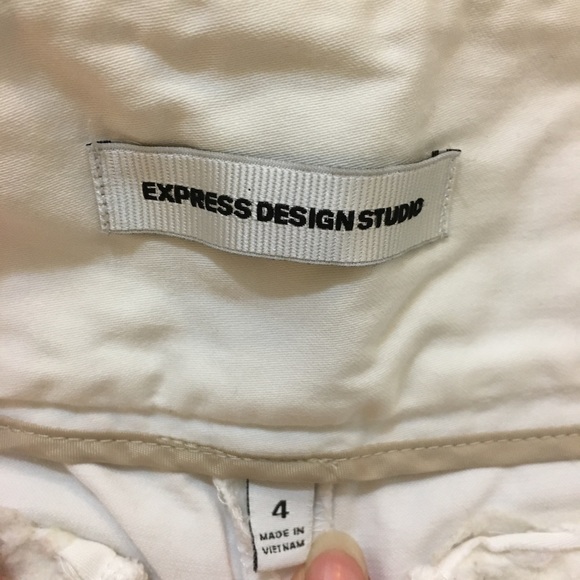 EXPRESS DESIGN STUDIO
4
MADE IN
VIETNAM